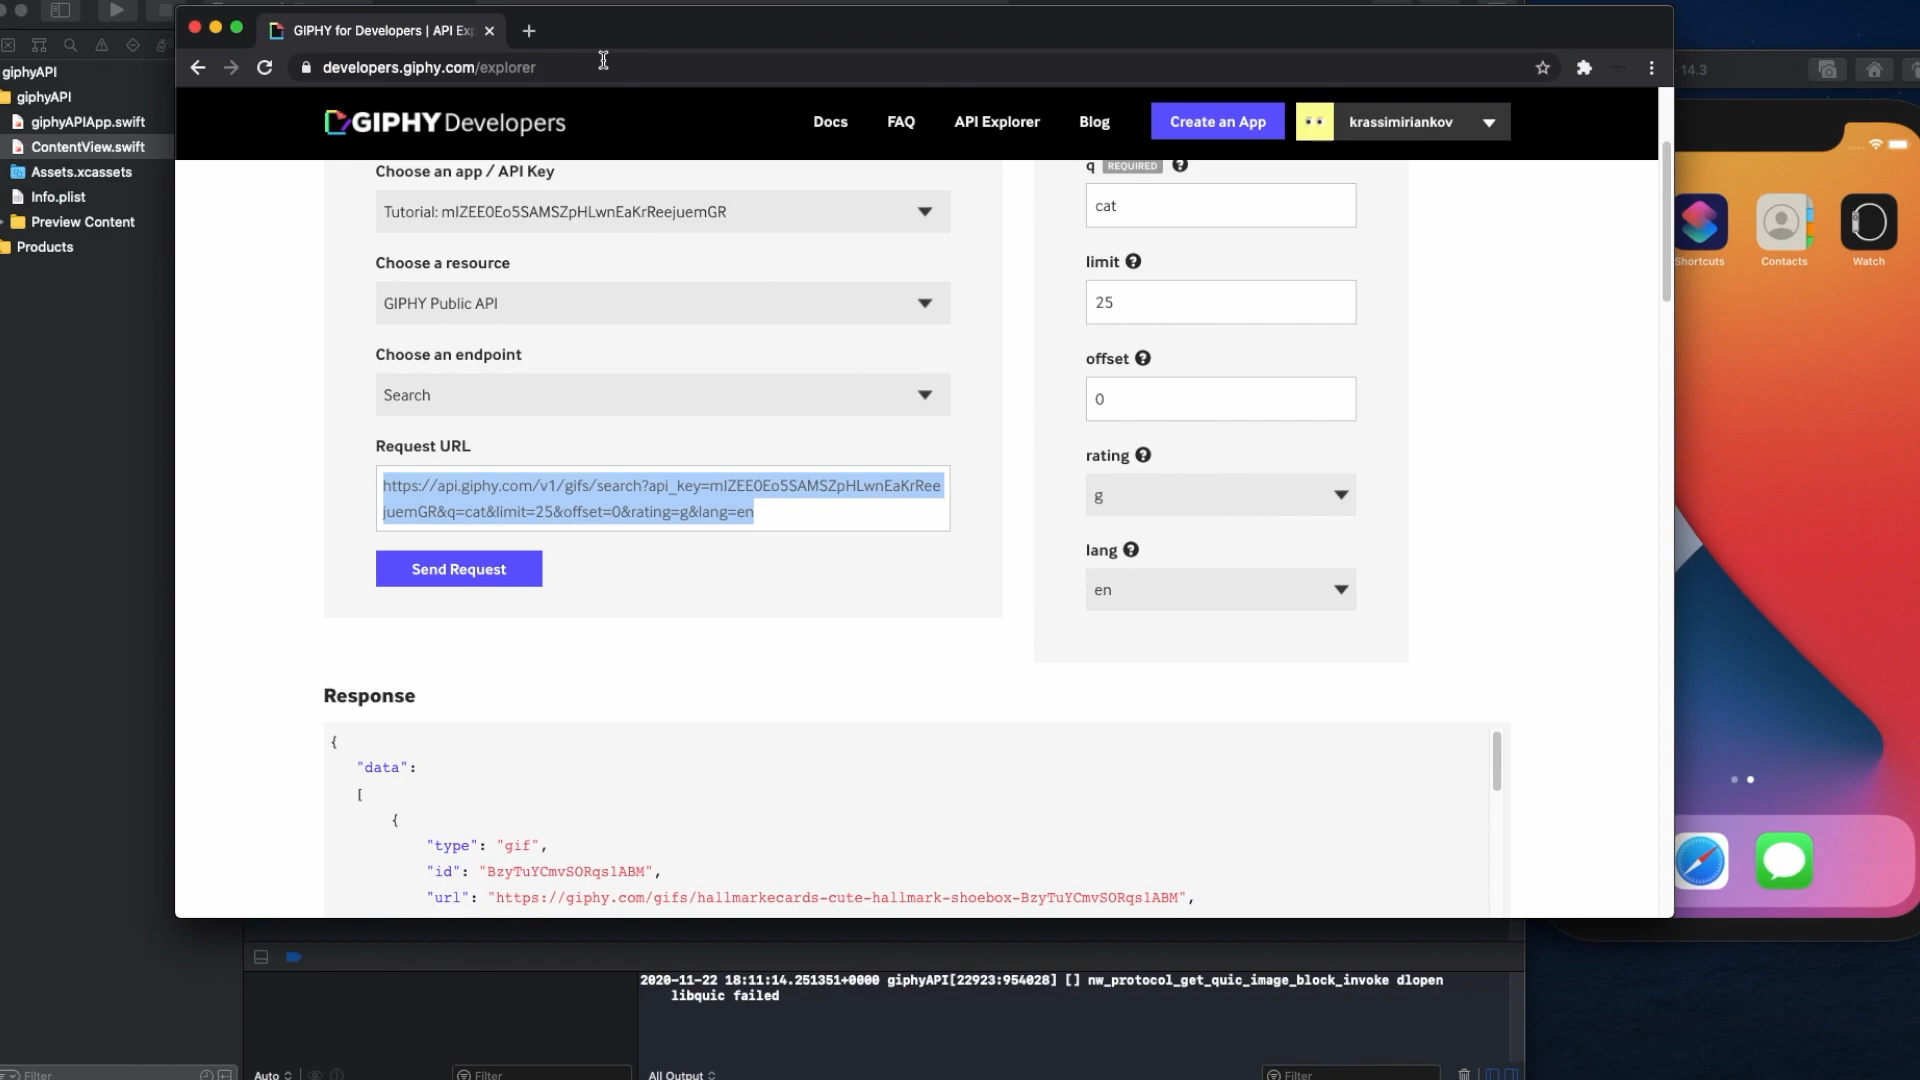 GIPHY for Developers | API Exp
developers.giphy.com/explorer
14.3
giphyAPI
giphyAPI
giphyAPIApp.swift
ContentView.swift
Assets.xcassets
Info.plist
Preview Content
Products
GIPHY Developers
Docs
FAQ
API Explorer
Blog
Create an App
krassimiriankov
Choose an app / API Key
Tutorial: mIZEE0Eo5SAMSZpHLwnEaKrReejuemGR
Choose a resource
GIPHY Public API
Choose an endpoint
Search
Request URL
https://api.giphy.com/v1/gifs/search?api_key=mIZEE0Eo5SAMSZpHLwnEaKrRee
juemGR&q=cat&limit=25&offset=0&rating=g&lang=en
Send Request
q REQUIRED ?
cat
limit ?
25
offset ?
0
rating ?
g
lang ?
en
Response
{
"data":
[
{
"type": "gif",
"id": "BzyTuYCmvSORqslABM",
"url": "https://giphy.com/gifs/hallmarkecards-cute-hallmark-shoebox-BzyTuYCmvSORqslABM",
Shortcuts
Contacts
Watch
2020-11-22 18:11:14.251351+0000 giphyAPI[22923:954028] [] nw_protocol_get_quic_image_block_invoke dlopen
libquic failed
Filter
Auto
Filter
All Output
Filter